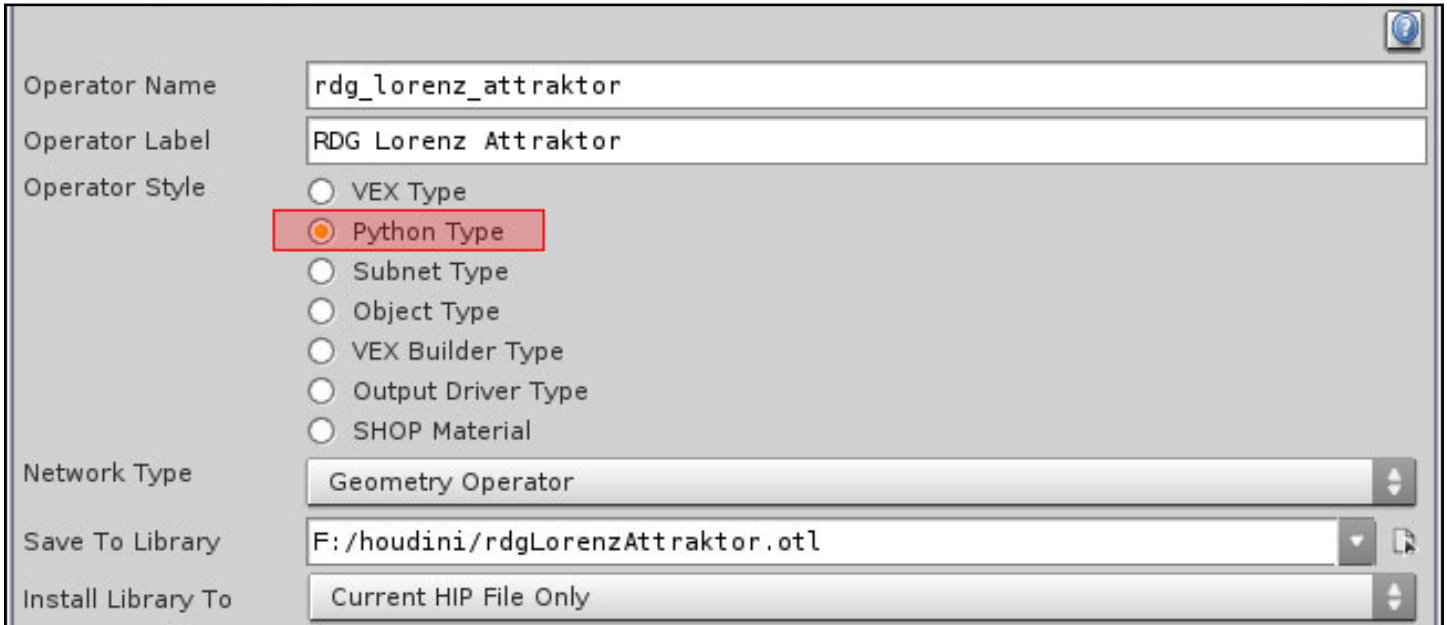 Operator Name rdg_lorenz_attraktor
Operator Label RDG Lorenz Attraktor
Operator Style VEX Type
Python Type
Subnet Type
Object Type
VEX Builder Type
Output Driver Type
SHOP Material
Network Type Geometry Operator
Save To Library F:/houdini/rdgLorenzAttraktor.otl
Install Library To Current HIP File Only